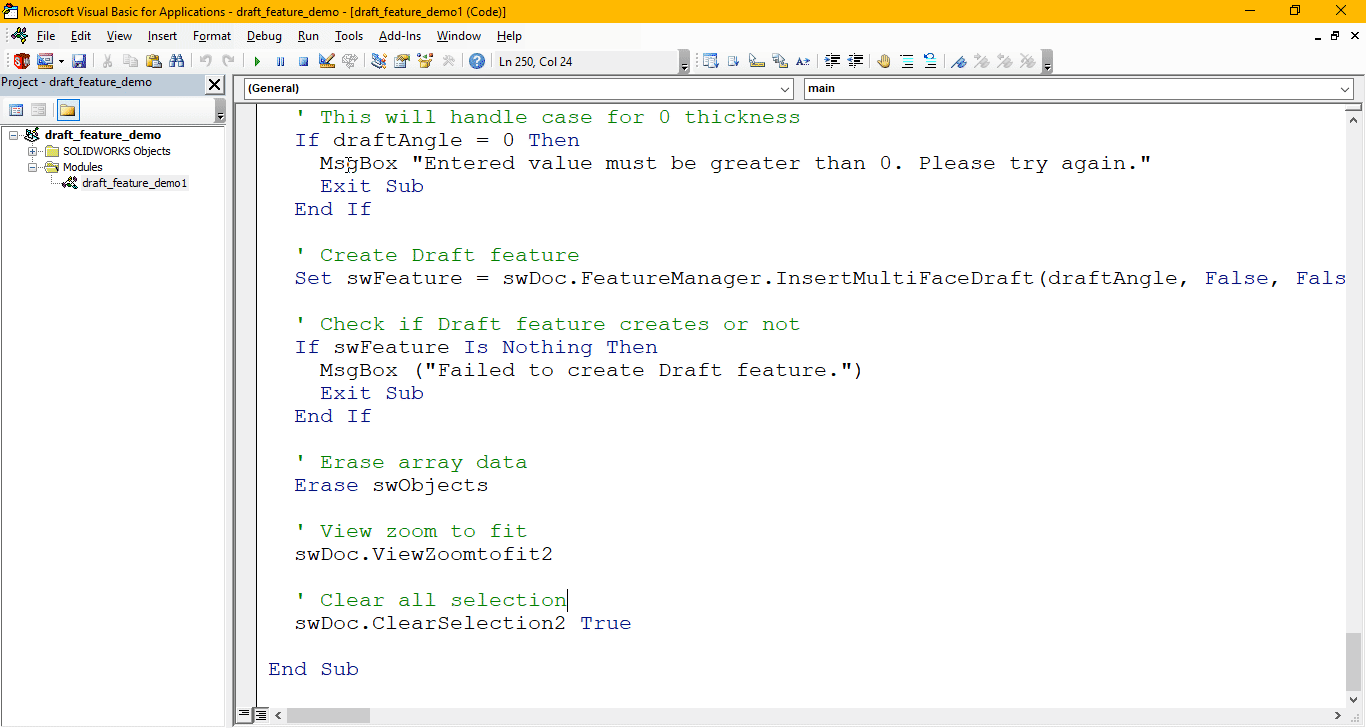 Microsoft Visual Basic for Applications - draft_feature_demo - [draft_feature_demo1 (Code)]
File Edit View Insert Format Debug Run Tools Add-Ins Window Help
Ln 250, Col 24
Project - draft_feature_demo
(General) main
draft_feature_demo
SOLIDWORKS Objects
Modules
draft_feature_demo1
' This will handle case for 0 thickness
If draftAngle = 0 Then
MsgBox "Entered value must be greater than 0. Please try again."
Exit Sub
End If
' Create Draft feature
Set swFeature = swDoc.FeatureManager.InsertMultiFaceDraft(draftAngle, False, Fals
' Check if Draft feature creates or not
If swFeature Is Nothing Then
MsgBox ("Failed to create Draft feature.")
Exit Sub
End If
' Erase array data
Erase swObjects
' View zoom to fit
swDoc.ViewZoomtofit2
' Clear all selection
swDoc.ClearSelection2 True
End Sub